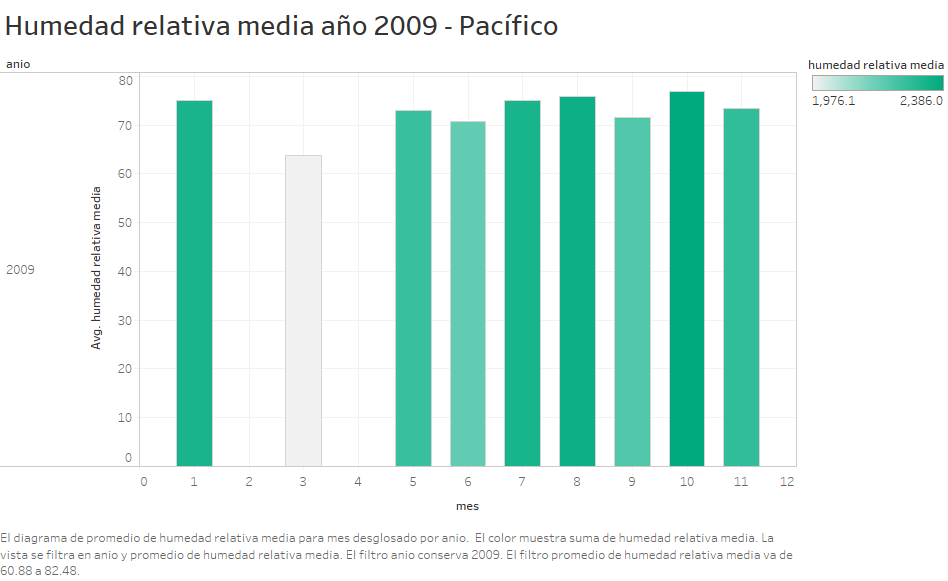 Humedad relativa media año 2009 - Pacífico
anio
humedad relativa media
1,976.1 2,386.0
2009
Avg. humedad relativa media
80
70
60
50
40
30
20
10
0
0 1 2 3 4 5 6 7 8 9 10 11 12
mes
El diagrama de promedio de humedad relativa media para mes desglosado por anio. El color muestra suma de humedad relativa media. La
vista se filtra en anio y promedio de humedad relativa media. El filtro anio conserva 2009. El filtro promedio de humedad relativa media va de
60.88 a 82.48.